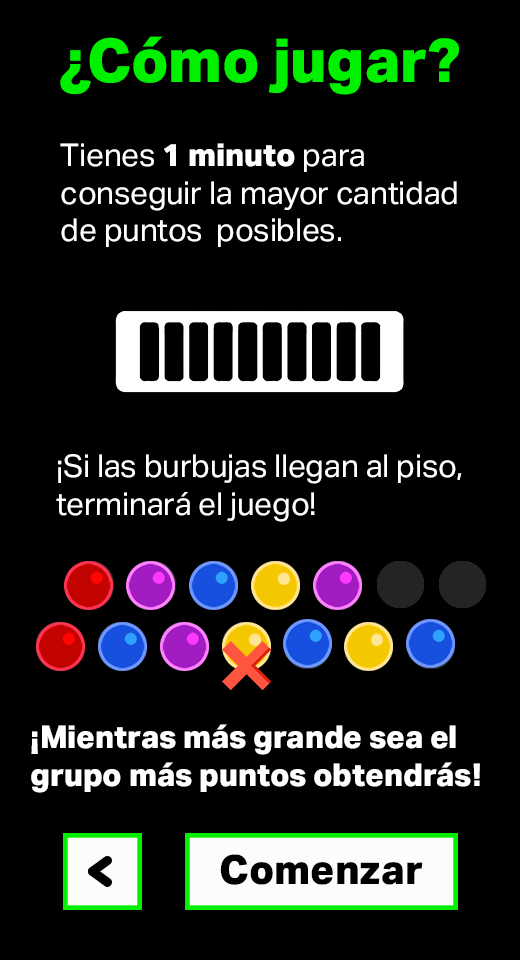 ¿Cómo jugar?
Tienes 1 minuto para
conseguir la mayor cantidad
de puntos posibles.
¡Si las burbujas llegan al piso,
terminará el juego!
¡Mientras más grande sea el
grupo más puntos obtendrás!
< Comenzar